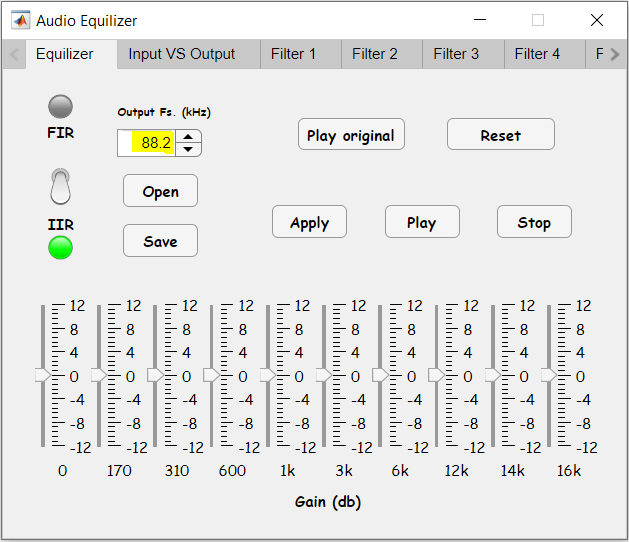 Audio Equilizer
Equilizer Input VS Output Filter 1 Filter 2 Filter 3 Filter 4 F
FIR
Output Fs. (kHz)
88.2
Play original Reset
Open
IIR
Save
Apply Play Stop
12 12 12 12 12 12 12 12 12 12
8 8 8 8 8 8 8 8 8 8
4 4 4 4 4 4 4 4 4 4
0 0 0 0 0 0 0 0 0 0
-4 -4 -4 -4 -4 -4 -4 -4 -4 -4
-8 -8 -8 -8 -8 -8 -8 -8 -8 -8
-12 -12 -12 -12 -12 -12 -12 -12 -12 -12
0 170 310 600 1k 3k 6k 12k 14k 16k
Gain (db)